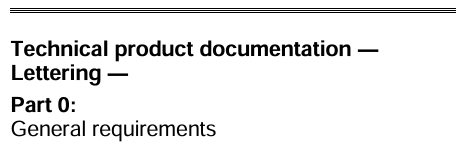 Technical product documentation —
Lettering —
Part 0:
General requirements